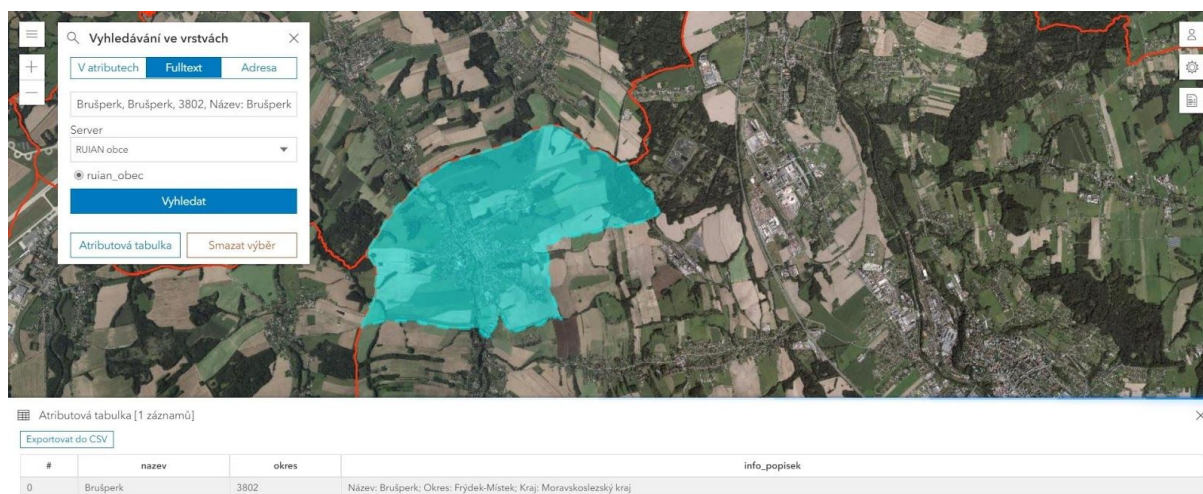 Vyhledávání ve vrstvách
V atributech Fulltext Adresa
Brušperk, Brušperk, 3802, Název: Brušperk
Server
RUIAN obce
ruian_obec
Vyhledat
Atributová tabulka Smazat výběr
Atributová tabulka [1 záznamů]
Exportovat do CSV
# nazev okres info_popisek
0 Brušperk 3802 Název: Brušperk; Okres: Frýdek-Místek; Kraj: Moravskoslezský kraj